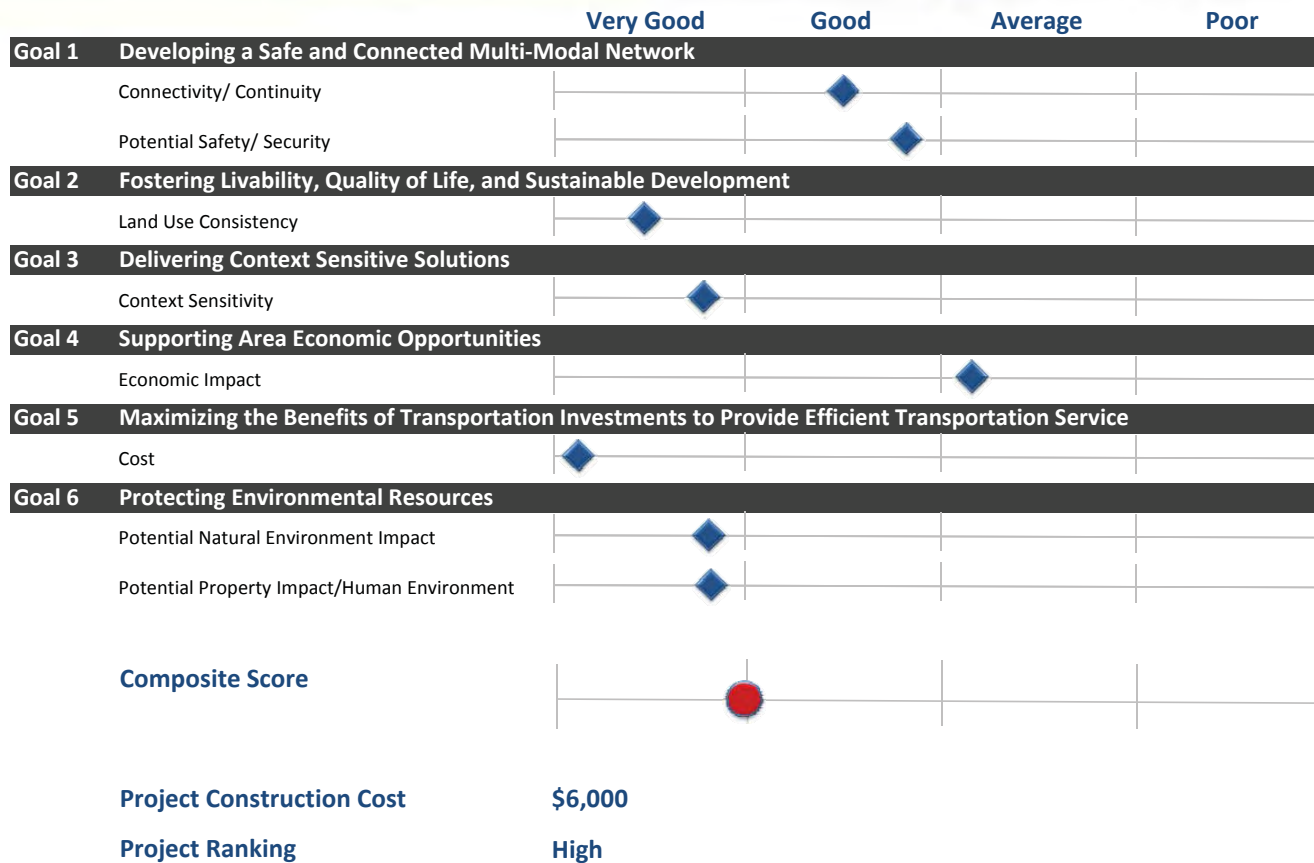 Very Good Good Average Poor
Goal 1 Developing a Safe and Connected Multi-Modal Network
Connectivity/ Continuity
Potential Safety/ Security
Goal 2 Fostering Livability, Quality of Life, and Sustainable Development
Land Use Consistency
Goal 3 Delivering Context Sensitive Solutions
Context Sensitivity
Goal 4 Supporting Area Economic Opportunities
Economic Impact
Goal 5 Maximizing the Benefits of Transportation Investments to Provide Efficient Transportation Service
Cost
Goal 6 Protecting Environmental Resources
Potential Natural Environment Impact
Potential Property Impact/Human Environment
Composite Score
Project Construction Cost $6,000
Project Ranking High